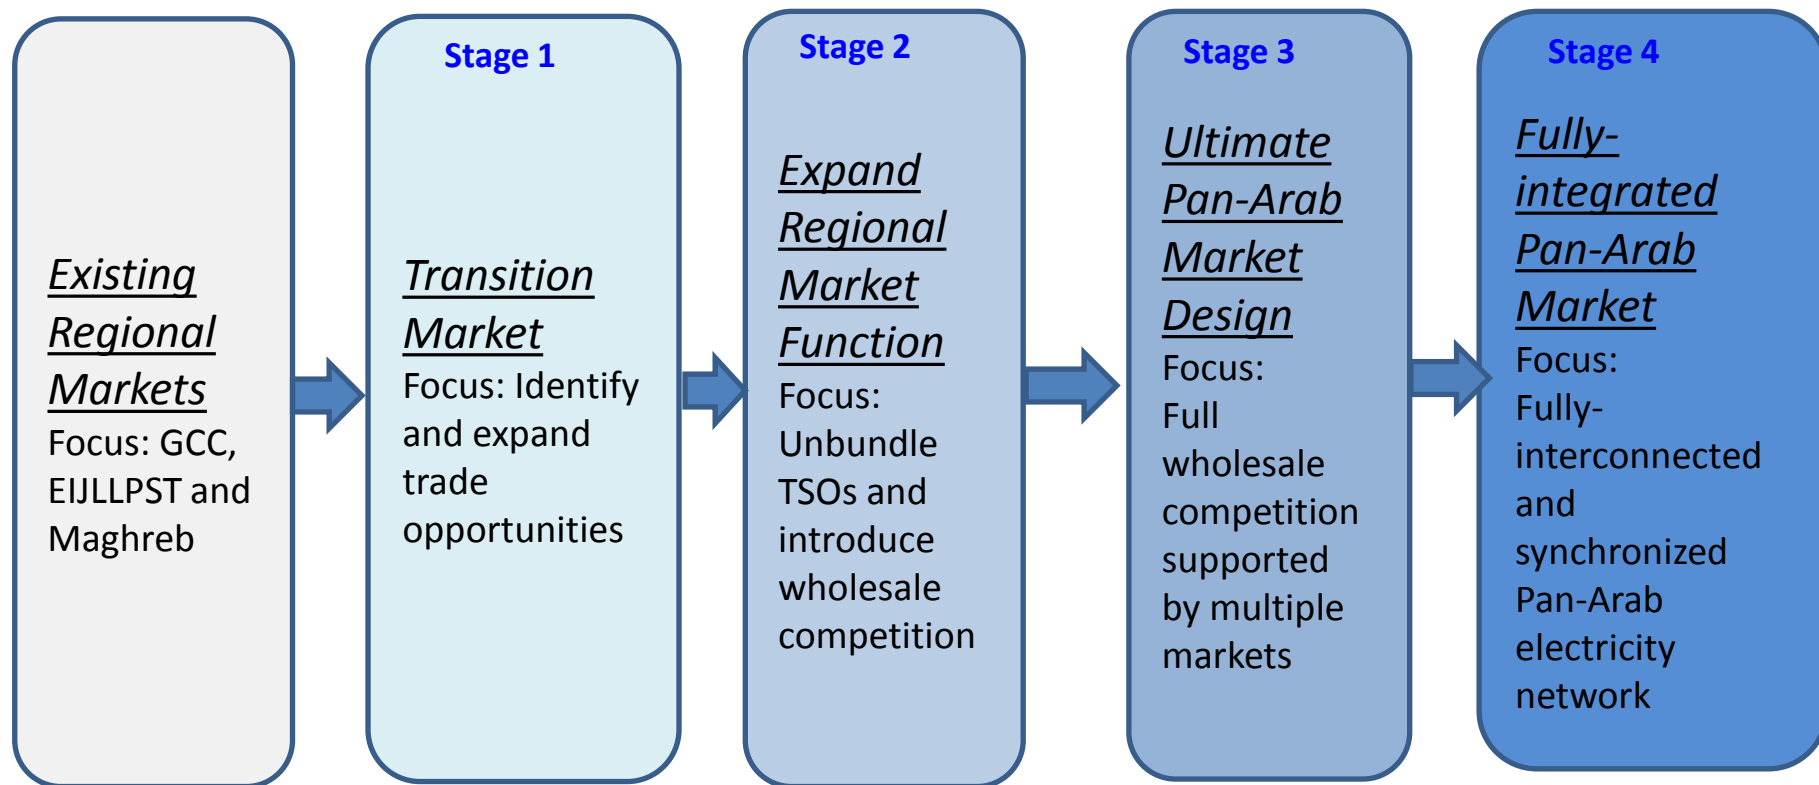 Existing
Regional
Markets
Focus: GCC,
EIJLLPST and
Maghreb
Stage 1
Transition
Market
Focus: Identify
and expand
trade
opportunities
Stage 2
Expand
Regional
Market
Function
Focus:
Unbundle
TSOs and
introduce
wholesale
competition
Stage 3
Ultimate
Pan-Arab
Market
Design
Focus:
Full
wholesale
competition
supported
by multiple
markets
Stage 4
Fully-
integrated
Pan-Arab
Market
Focus:
Fully-
interconnected
and
synchronized
Pan-Arab
electricity
network